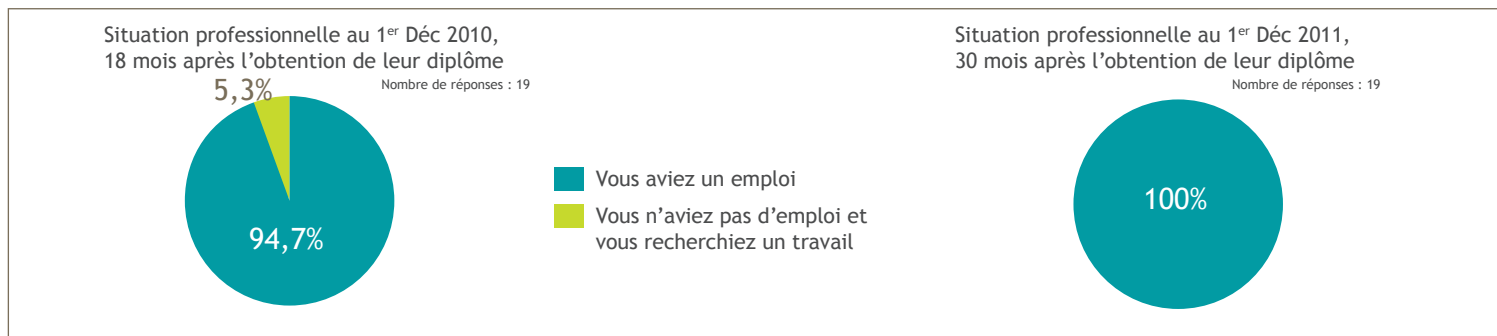 Situation professionnelle au 1er Déc 2010,
18 mois après l’obtention de leur diplôme
Nombre de réponses : 19
5,3%
94,7%
Vous aviez un emploi
Vous n’aviez pas d’emploi et
vous recherchiez un travail
Situation professionnelle au 1er Déc 2011,
30 mois après l’obtention de leur diplôme
Nombre de réponses : 19
100%